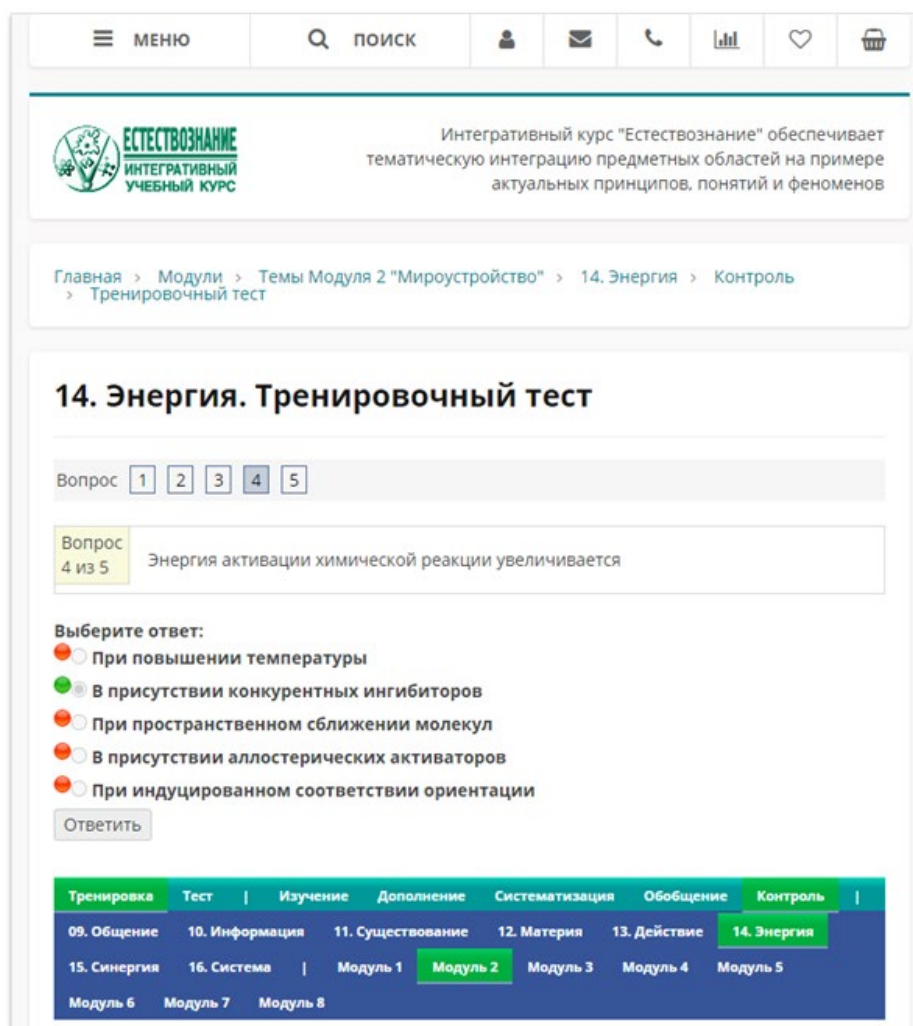 МЕНЮ ПОИСК
ЕСТЕСТВОЗНАНИЕ
ИНТЕГРАТИВНЫЙ
УЧЕБНЫЙ КУРС
Интегративный курс "Естествознание" обеспечивает
тематическую интеграцию предметных областей на примере
актуальных принципов, понятий и феноменов
Главная > Модули > Темы Модуля 2 "Мироустройство" > 14. Энергия > Контроль
> Тренировочный тест
14. Энергия. Тренировочный тест
Вопрос 1 2 3 4 5
Вопрос
4 из 5
Энергия активации химической реакции увеличивается
Выберите ответ:
При повышении температуры
В присутствии конкурентных ингибиторов
При пространственном сближении молекул
В присутствии аллостерических активаторов
При индуцированном соответствии ориентации
Ответить
Тренировка Тест | Изучение Дополнение Систематизация Обобщение Контроль |
09. Общение 10. Информация 11. Существование 12. Материя 13. Действие 14. Энергия
15. Синергия 16. Система | Модуль 1 Модуль 2 Модуль 3 Модуль 4 Модуль 5
Модуль 6 Модуль 7 Модуль 8